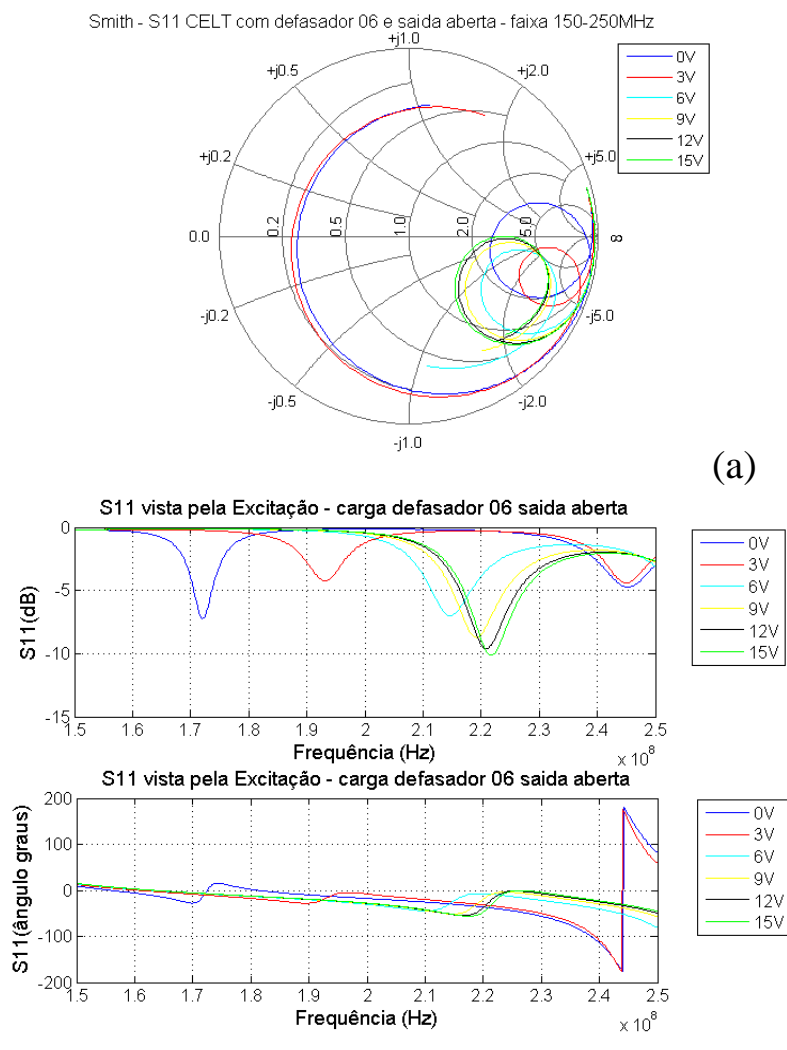 Smith - S11 CELT com defasador 06 e saida aberta - faixa 150-250MHz
+j1.0
+j0.5
+j2.0
0V
3V
6V
9V
12V
15V
+j0.2
+j5.0
0.0
0.2
0.5
1.0
2.0
5.0
∞
-j0.2
-j5.0
-j0.5
-j2.0
-j1.0
(a)
S11 vista pela Excitação - carga defasador 06 saida aberta
S11(dB)
0
-5
-10
-15
1.5 1.6 1.7 1.8 1.9 2 2.1 2.2 2.3 2.4 2.5
Frequência (Hz)
x 10^8
0V
3V
6V
9V
12V
15V
S11 vista pela Excitação - carga defasador 06 saida aberta
S11(ângulo graus)
200
100
0
-100
-200
1.5 1.6 1.7 1.8 1.9 2 2.1 2.2 2.3 2.4 2.5
Frequência (Hz)
x 10^8
0V
3V
6V
9V
12V
15V